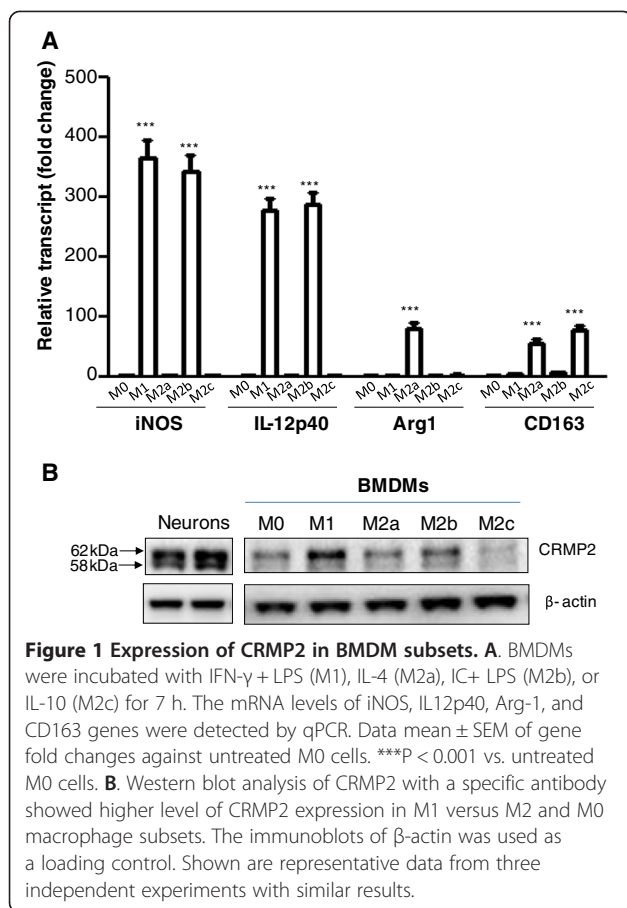 A
Relative transcript (fold change)
500
400
300
200
100
0
*** *** *** *** *** *** ***
M0 M1 M2a M2b M2c M0 M1 M2a M2b M2c M0 M1 M2a M2b M2c M0 M1 M2a M2b M2c
iNOS IL-12p40 Arg1 CD163
B
BMDMs
Neurons M0 M1 M2a M2b M2c
62kDa CRMP2
58kDa
β-actin
Figure 1 Expression of CRMP2 in BMDM subsets. A. BMDMs
were incubated with IFN-γ + LPS (M1), IL-4 (M2a), IC+ LPS (M2b), or
IL-10 (M2c) for 7 h. The mRNA levels of iNOS, IL12p40, Arg-1, and
CD163 genes were detected by qPCR. Data mean ± SEM of gene
fold changes against untreated M0 cells. ***P < 0.001 vs. untreated
M0 cells. B. Western blot analysis of CRMP2 with a specific antibody
showed higher level of CRMP2 expression in M1 versus M2 and M0
macrophage subsets. The immunoblots of β-actin was used as
a loading control. Shown are representative data from three
independent experiments with similar results.